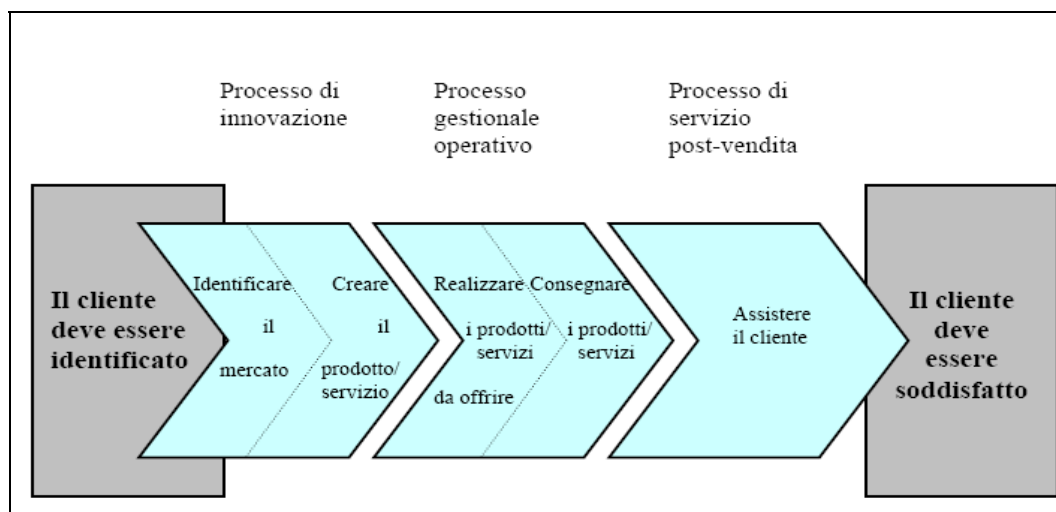 Processo di
innovazione
Processo
gestionale
operativo
Processo di
servizio
post-vendita
Il cliente
deve essere
identificato
Identificare
il
mercato
Creare
il
prodotto/
servizio
Realizzare
i prodotti/
servizi
da offrire
Consegnare
i prodotti/
servizi
Assistere
il cliente
Il cliente
deve
essere
soddisfatto